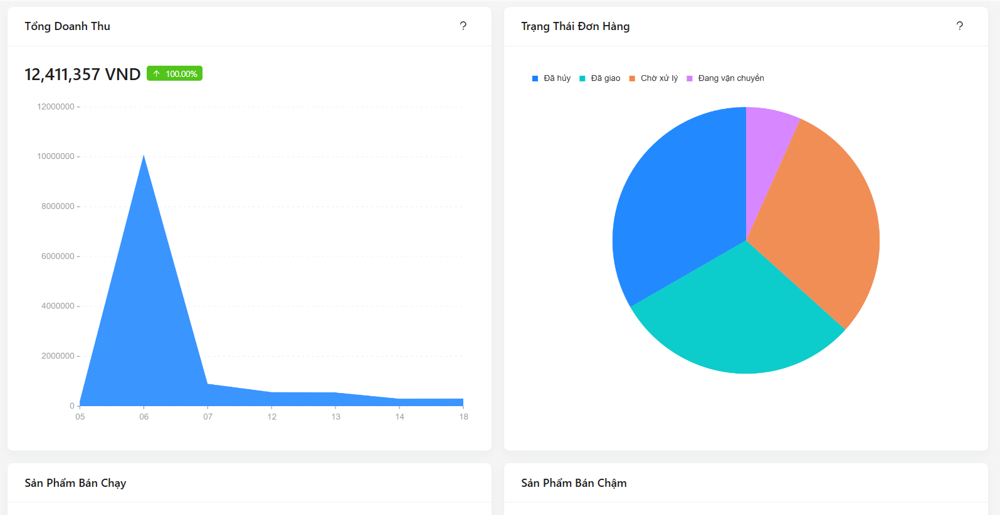 Tổng Doanh Thu
?
12,411,357 VND
↑ 100.00%
12000000
10000000
8000000
6000000
4000000
2000000
0
05 06 07 12 13 14 18
Trạng Thái Đơn Hàng
?
Đã hủy Đã giao Chờ xử lý Đang vận chuyển
Sản Phẩm Bán Chạy
Sản Phẩm Bán Chậm